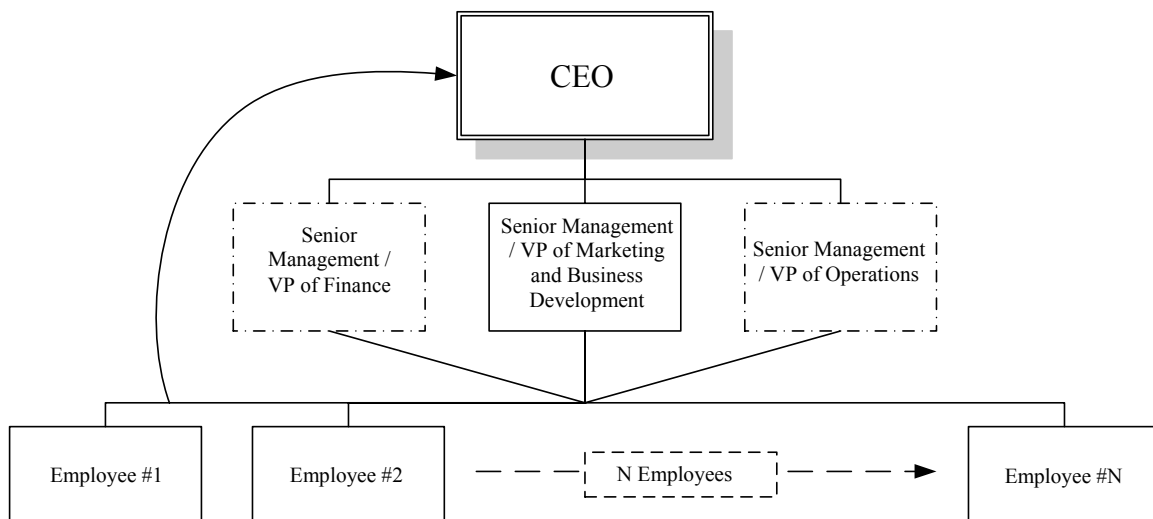 CEO
Senior
Management /
VP of Finance
Senior Management
/ VP of Marketing
and Business
Development
Senior Management
/ VP of Operations
Employee #1
Employee #2
N Employees
Employee #N